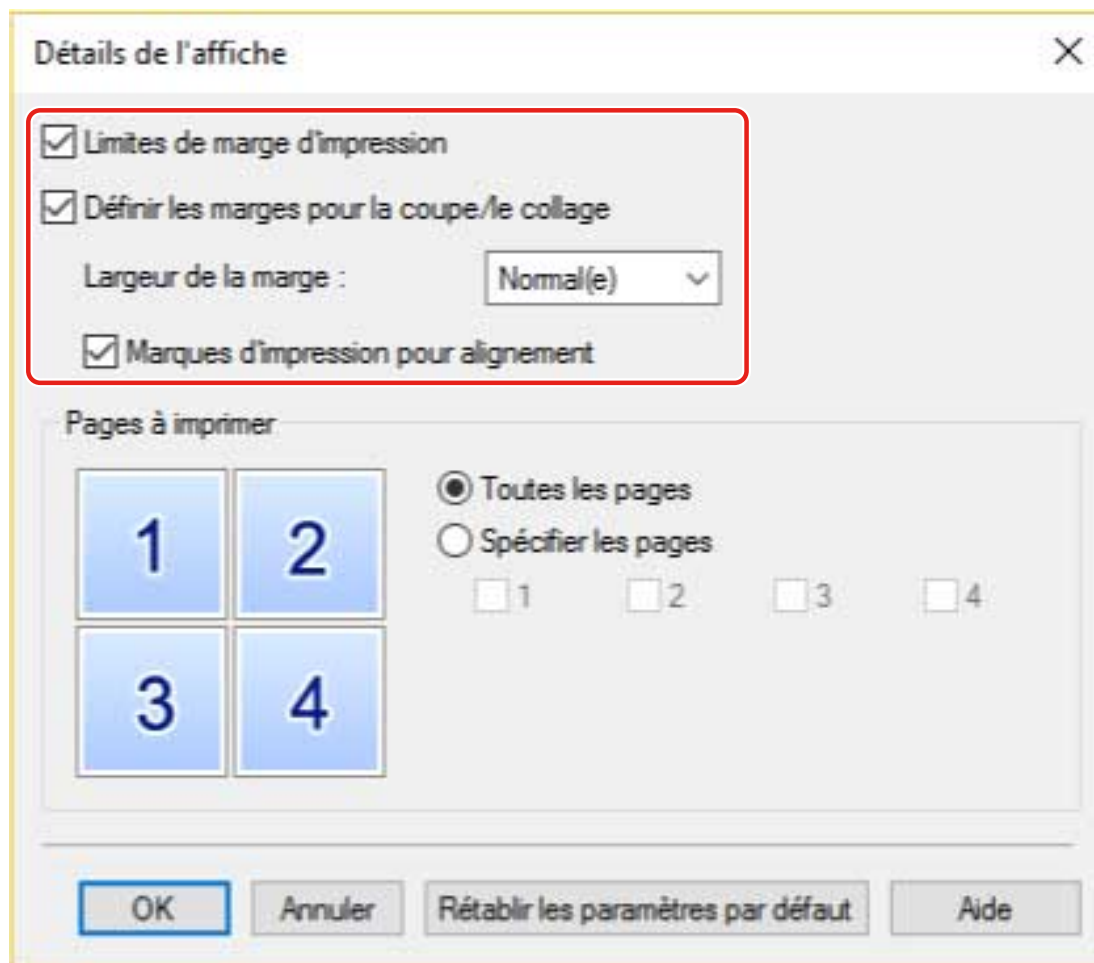 Détails de l'affiche
Limites de marge d'impression
Définir les marges pour la coupe/le collage
Largeur de la marge : Normal(e)
Marques d'impression pour alignement
Pages à imprimer
1 2
3 4
Toutes les pages
Spécifier les pages
1 2 3 4
OK Annuler Rétablir les paramètres par défaut Aide